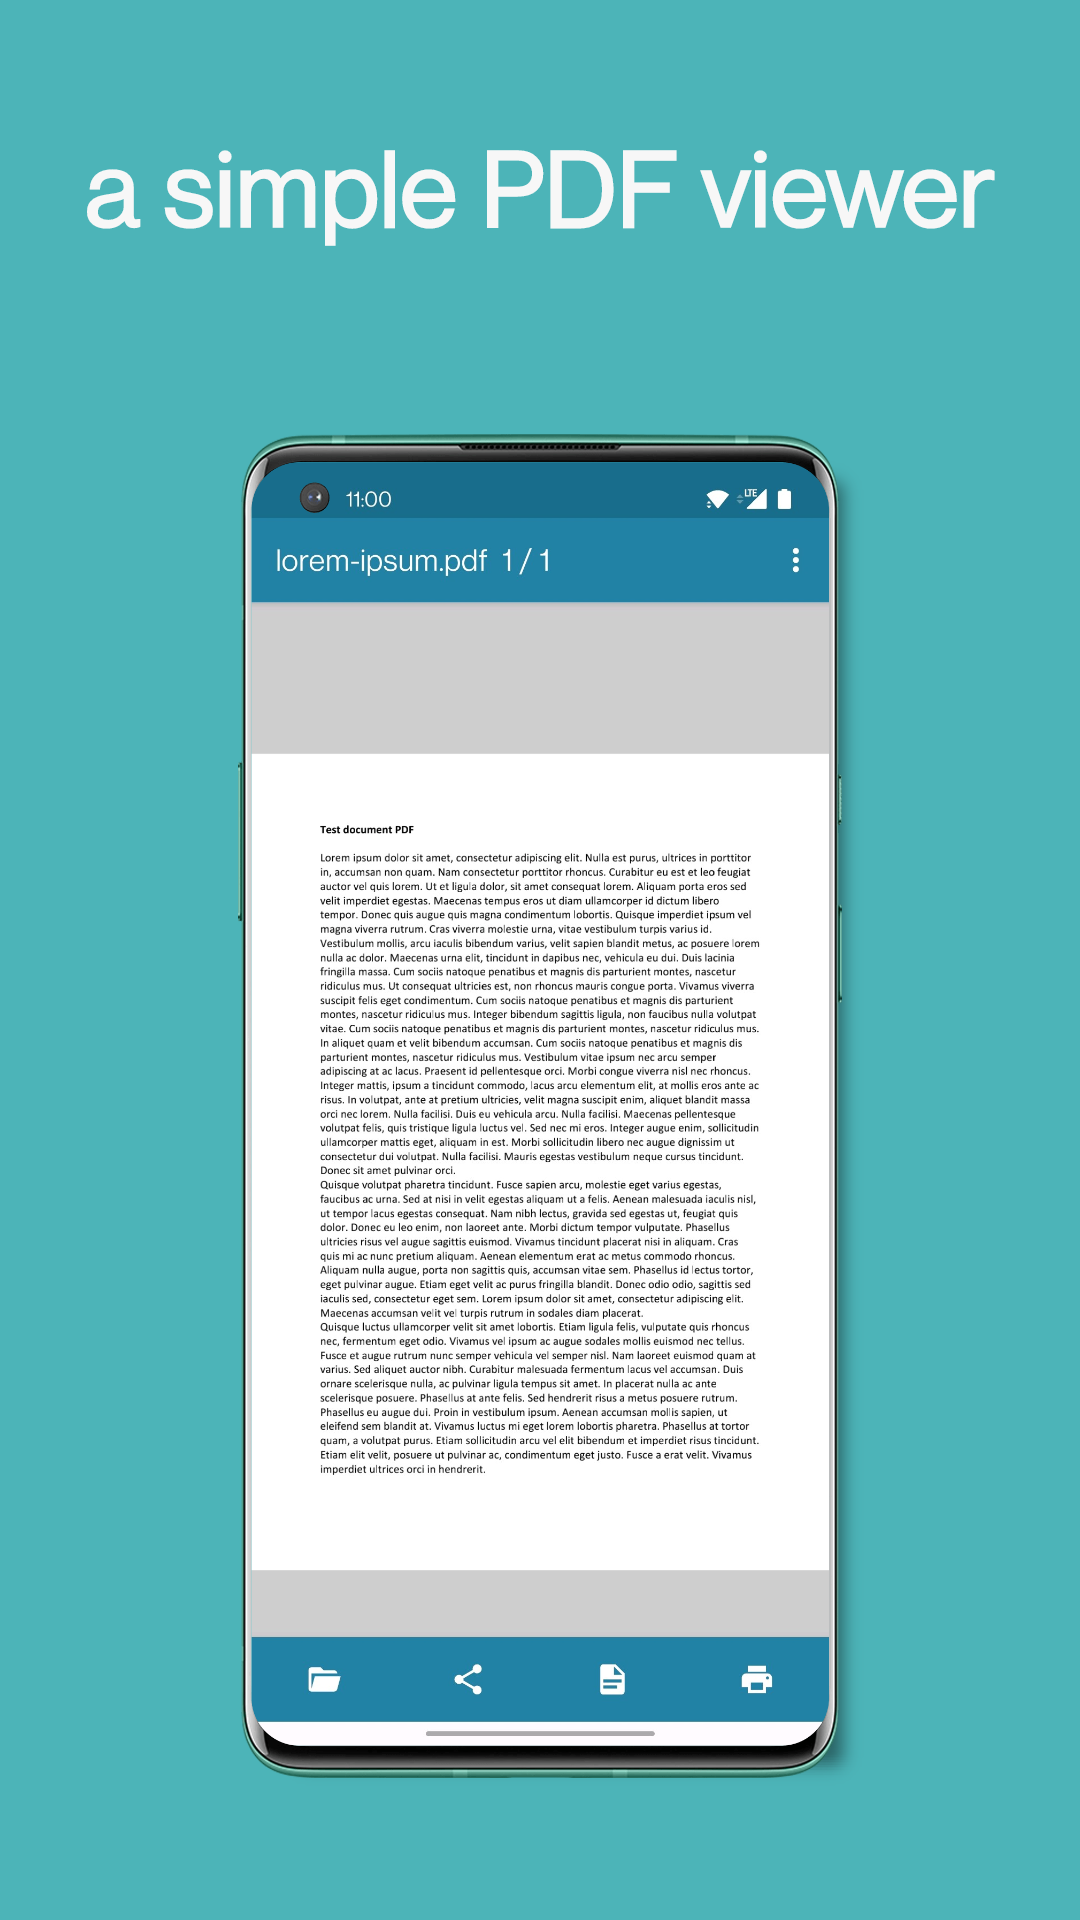 a simple PDF viewer
11:00
LTE
lorem-ipsum.pdf 1 / 1
Test document PDF
Lorem ipsum dolor sit amet, consectetur adipiscing elit. Nulla est purus, ultrices in porttitor
in, accumsan non quam. Nam consectetur porttitor rhoncus. Curabitur eu est et leo feugiat
auctor vel quis lorem. Ut et ligula dolor, sit amet consequat lorem. Aliquam porta eros sed
velit imperdiet egestas. Maecenas tempus eros ut diam ullamcorper id dictum libero
tempor. Donec quis augue quis magna condimentum lobortis. Quisque imperdiet ipsum vel
magna viverra rutrum. Cras viverra molestie urna, vitae vestibulum turpis varius id.
Vestibulum mollis, arcu iaculis bibendum varius, velit sapien blandit metus, ac posuere lorem
nulla ac dolor. Maecenas urna elit, tincidunt in dapibus nec, vehicula eu dui. Duis lacinia
fringilla massa. Cum sociis natoque penatibus et magnis dis parturient montes, nascetur
ridiculus mus. Ut consequat ultricies est, non rhoncus mauris congue porta. Vivamus viverra
suscipit felis eget condimentum. Cum sociis natoque penatibus et magnis dis parturient
montes, nascetur ridiculus mus. Integer bibendum sagittis ligula, non faucibus nulla volutpat
vitae. Cum sociis natoque penatibus et magnis dis parturient montes, nascetur ridiculus mus.
In aliquet quam et velit bibendum accumsan. Cum sociis natoque penatibus et magnis dis
parturient montes, nascetur ridiculus mus. Vestibulum vitae ipsum nec arcu semper
adipiscing at ac lacus. Praesent id pellentesque orci. Morbi congue viverra nisl nec rhoncus.
Integer mattis, ipsum a tincidunt commodo, lacus arcu elementum elit, at mollis eros ante ac
risus. In volutpat, ante at pretium ultricies, velit magna suscipit enim, aliquet blandit massa
orci nec lorem. Nulla facilisi. Duis eu vehicula arcu. Nulla facilisi. Maecenas pellentesque
volutpat felis, quis tristique ligula luctus vel. Sed nec mi eros. Integer augue enim, sollicitudin
ullamcorper mattis eget, aliquam in est. Morbi sollicitudin libero nec augue dignissim ut
consectetur dui volutpat. Nulla facilisi. Mauris egestas vestibulum neque cursus tincidunt.
Donec sit amet pulvinar orci.
Quisque volutpat pharetra tincidunt. Fusce sapien arcu, molestie eget varius egestas,
faucibus ac urna. Sed at nisi in velit egestas aliquam ut a felis. Aenean malesuada iaculis nisl,
ut tempor lacus egestas consequat. Nam nibh lectus, gravida sed egestas ut, feugiat quis
dolor. Donec eu leo enim, non laoreet ante. Morbi dictum tempor vulputate. Phasellus
ultricies risus vel augue sagittis euismod. Vivamus tincidunt placerat nisi in aliquam. Cras
quis mi ac nunc pretium aliquam. Aenean elementum erat ac metus commodo rhoncus.
Aliquam nulla augue, porta non sagittis quis, accumsan vitae sem. Phasellus id lectus tortor,
eget pulvinar augue. Etiam eget velit ac purus fringilla blandit. Donec odio odio, sagittis sed
iaculis sed, consectetur eget sem. Lorem ipsum dolor sit amet, consectetur adipiscing elit.
Maecenas accumsan velit vel turpis rutrum in sodales diam placerat.
Quisque luctus ullamcorper velit sit amet lobortis. Etiam ligula felis, vulputate quis rhoncus
nec, fermentum eget odio. Vivamus vel ipsum ac augue sodales mollis euismod nec tellus.
Fusce et augue rutrum nunc semper vehicula vel semper nisl. Nam laoreet euismod quam at
varius. Sed aliquet auctor nibh. Curabitur malesuada fermentum lacus vel accumsan. Duis
ornare scelerisque nulla, ac pulvinar ligula tempus sit amet. In placerat nulla ac ante
scelerisque posuere. Phasellus at ante felis. Sed hendrerit risus a metus posuere rutrum.
Phasellus eu augue dui. Proin in vestibulum ipsum. Aenean accumsan mollis sapien, ut
eleifend sem blandit at. Vivamus luctus mi eget lorem lobortis pharetra. Phasellus at tortor
quam, a volutpat purus. Etiam sollicitudin arcu vel elit bibendum et imperdiet risus tincidunt.
Etiam elit velit, posuere ut pulvinar ac, condimentum eget justo. Fusce a erat velit. Vivamus
imperdiet ultrices orci in hendrerit.